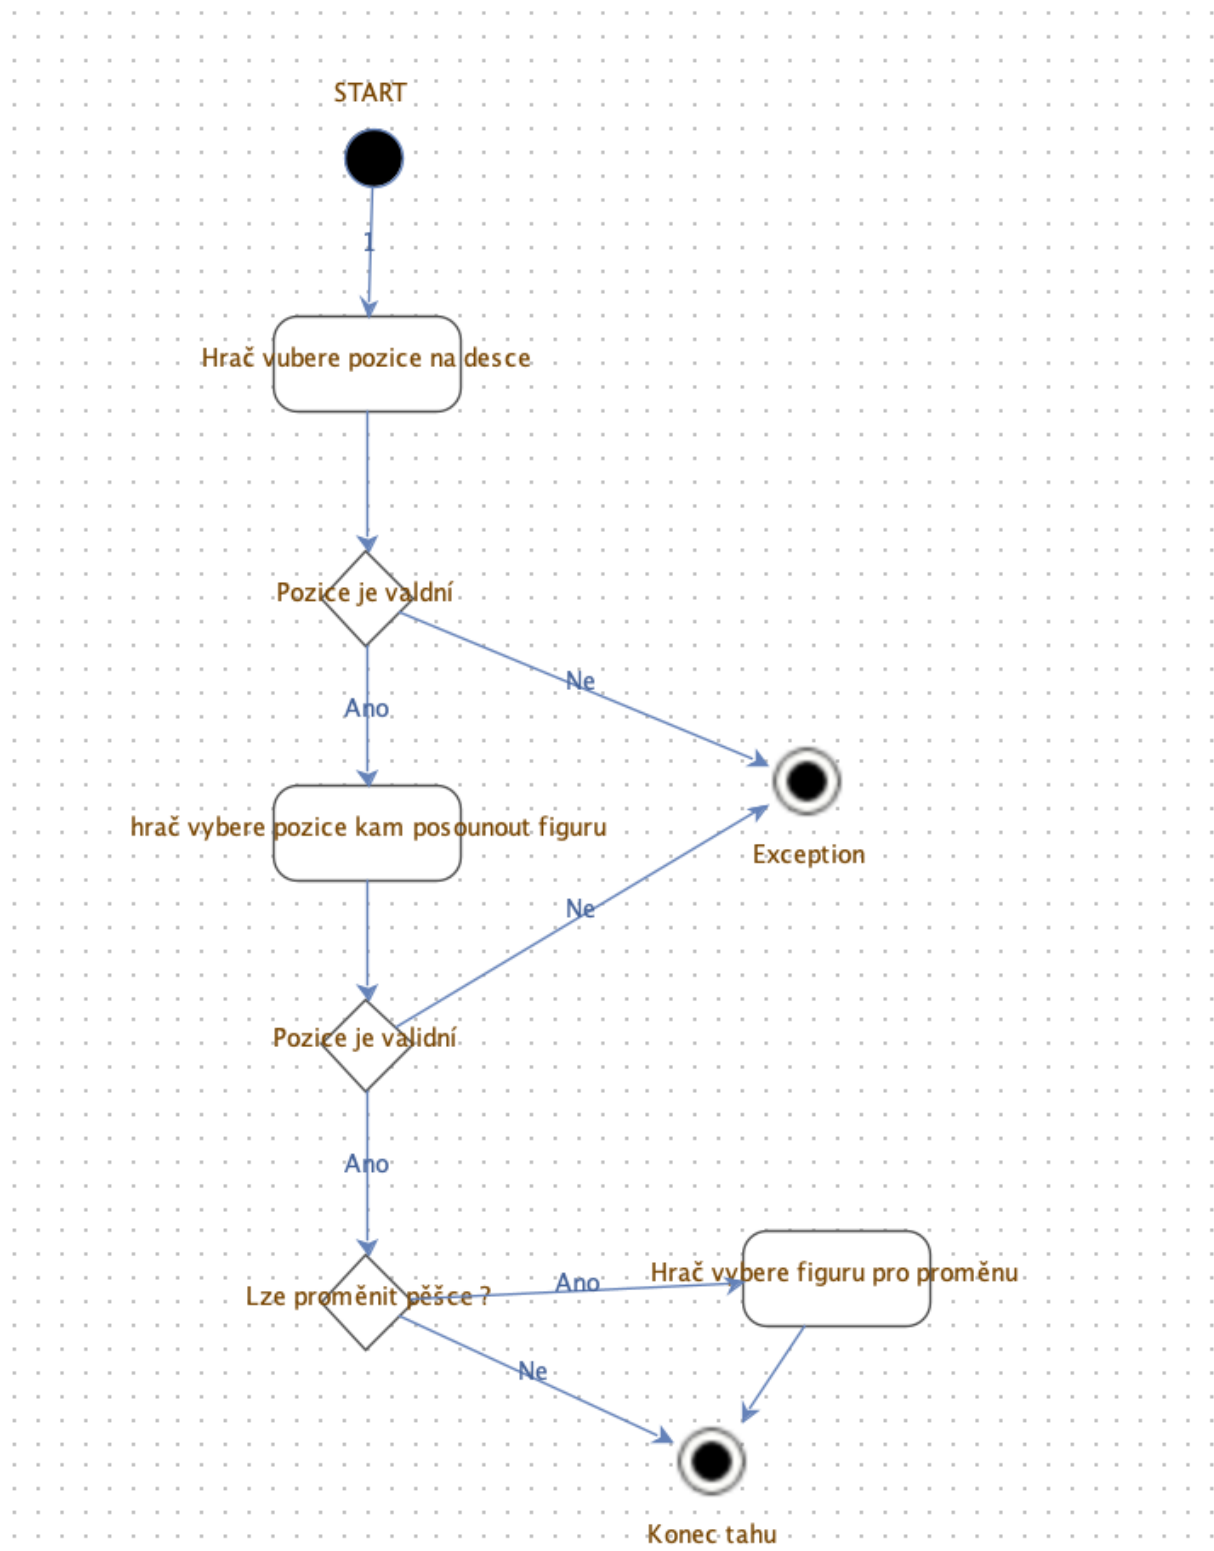 START
1
Hrač vubere pozice na desce
Pozice je valdní
Ne
Ano
hrač vybere pozice kam posounout figuru
Exception
Ne
Pozice je validní
Ano
Hrač vybere figuru pro proměnu
Ano
Lze proměnit pěšce ?
Ne
Konec tahu